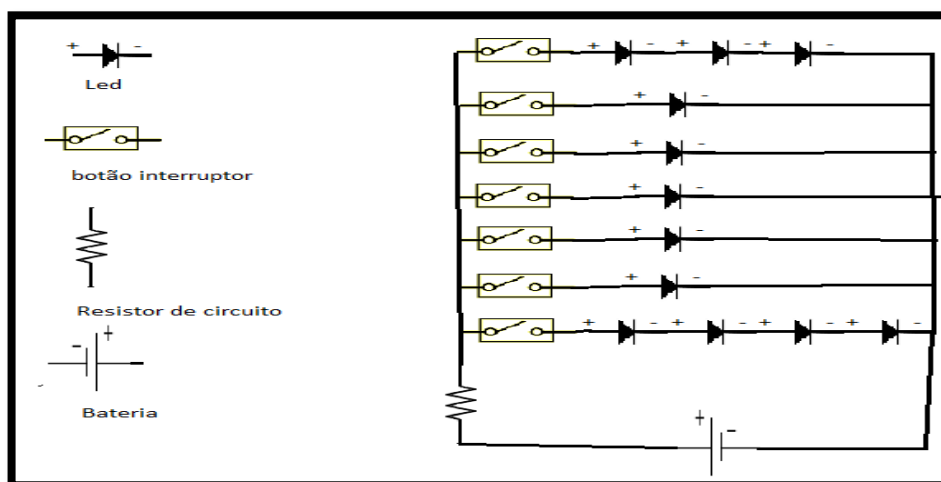 + -
Led
botão interruptor
Resistor de circuito
+
-
Bateria
+ - + - + -
+ -
+ -
+ -
+ -
+ -
+ - + - + - + -
+ -